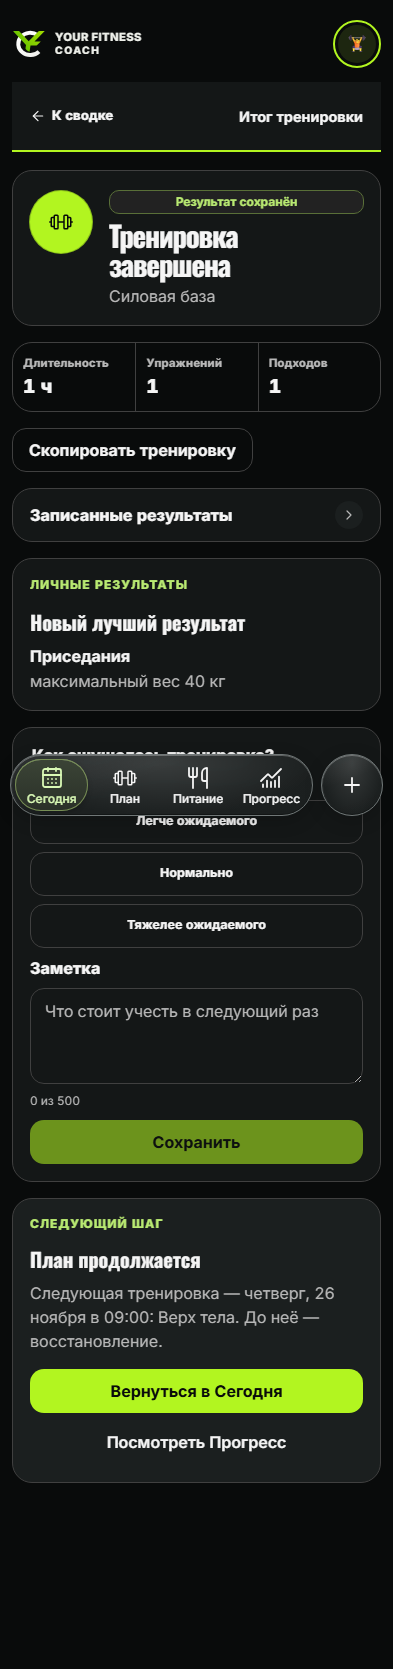 YOUR FITNESS
COACH
К сводке
Итог тренировки
Результат сохранён
Тренировка
завершена
Силовая база
Длительность
1 ч
Упражнений
1
Подходов
1
Скопировать тренировку
Записанные результаты
ЛИЧНЫЕ РЕЗУЛЬТАТЫ
Новый лучший результат
Приседания
максимальный вес 40 кг
Сегодня
План
Питание
Прогресс
Легче ожидаемого
Нормально
Тяжелее ожидаемого
Заметка
Что стоит учесть в следующий раз
0 из 500
Сохранить
СЛЕДУЮЩИЙ ШАГ
План продолжается
Следующая тренировка — четверг, 26
ноября в 09:00: Верх тела. До неё —
восстановление.
Вернуться в Сегодня
Посмотреть Прогресс